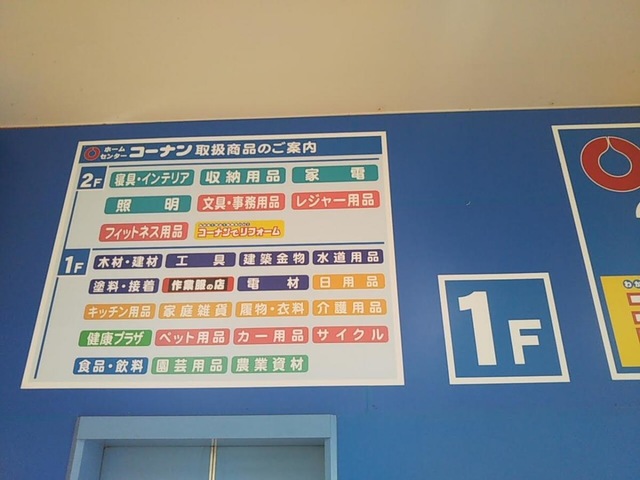 ホームセンター コーナン 取扱商品のご案内
2F 寝具・インテリア 収納用品 家電
照明 文具・事務用品 レジャー用品
フィットネス用品 コーナンでリフォーム
1F 木材・建材 工具 建築金物 水道用品
塗料・接着 作業服の店 電材 日用品
キッチン用品 家庭雑貨 履物・衣料 介護用品
健康プラザ ペット用品 カー用品 サイクル
食品・飲料 園芸用品 農業資材
1F
わか